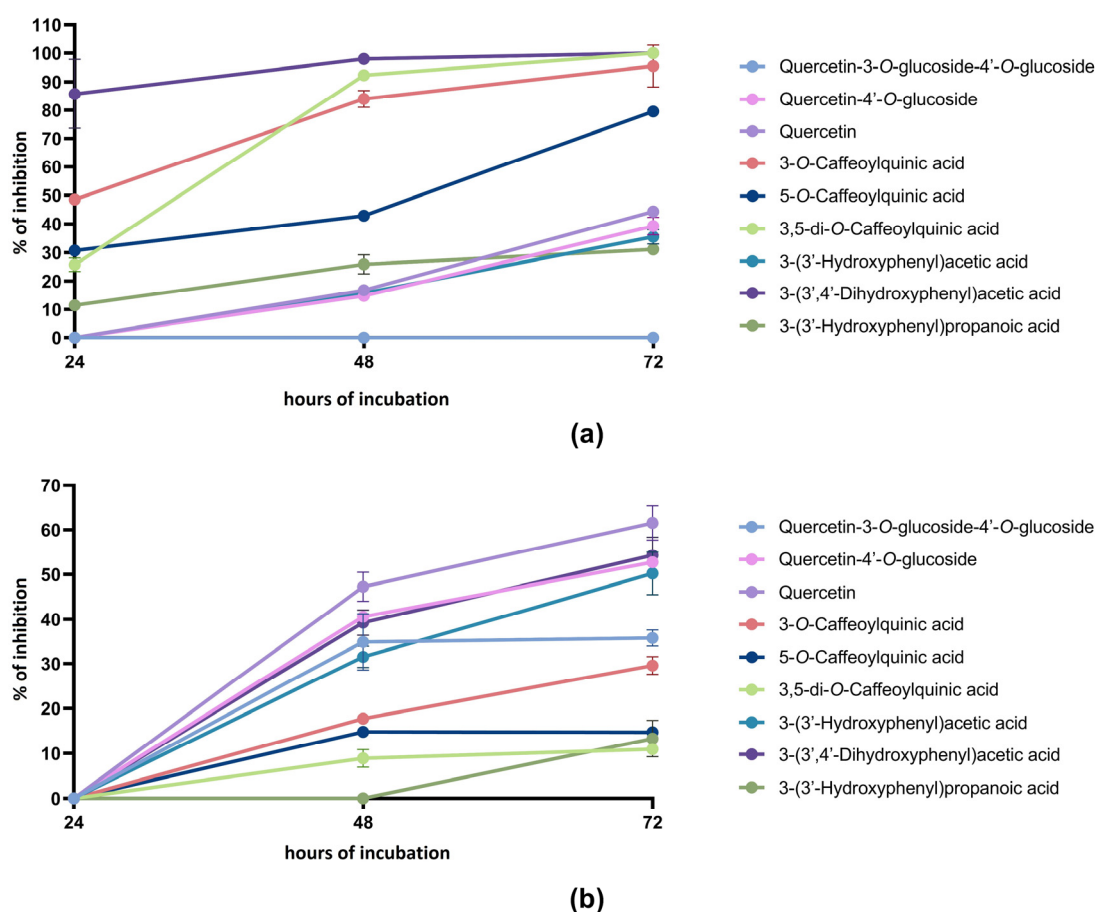 110
100
90
80
70
60
50
40
30
20
10
0
% of inhibition
24
48
72
hours of incubation
Quercetin-3-O-glucoside-4’-O-glucoside
Quercetin-4’-O-glucoside
Quercetin
3-O-Caffeoylquinic acid
5-O-Caffeoylquinic acid
3,5-di-O-Caffeoylquinic acid
3-(3’-Hydroxyphenyl)acetic acid
3-(3’,4’-Dihydroxyphenyl)acetic acid
3-(3’-Hydroxyphenyl)propanoic acid
(a)
70
60
50
40
30
20
10
0
% of inhibition
24
48
72
hours of incubation
Quercetin-3-O-glucoside-4’-O-glucoside
Quercetin-4’-O-glucoside
Quercetin
3-O-Caffeoylquinic acid
5-O-Caffeoylquinic acid
3,5-di-O-Caffeoylquinic acid
3-(3’-Hydroxyphenyl)acetic acid
3-(3’,4’-Dihydroxyphenyl)acetic acid
3-(3’-Hydroxyphenyl)propanoic acid
(b)